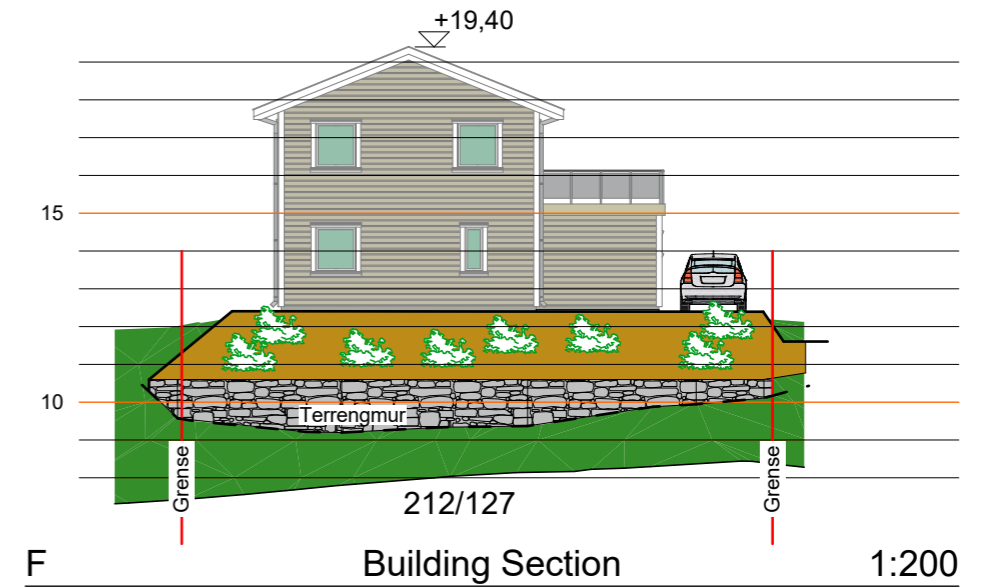 +19,40
15
10
Terrengmur
Grense
Grense
212/127
F Building Section 1:200